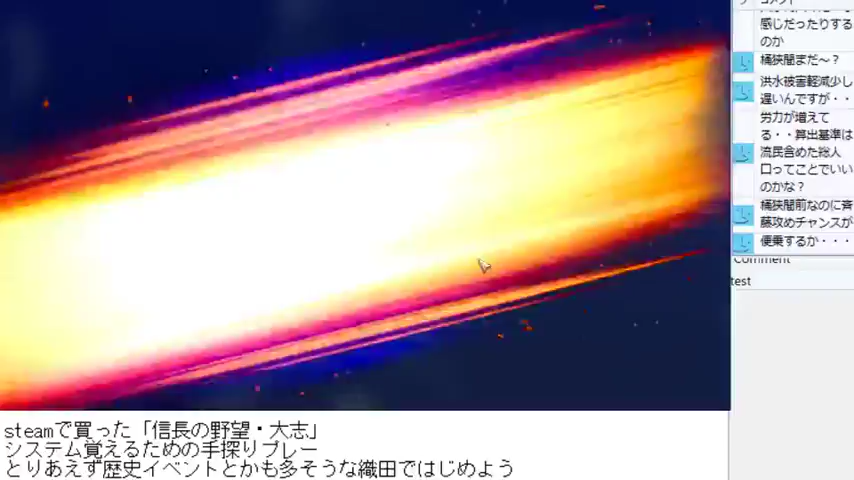 感じだったりする
のか
桶狭間まだ～？
洪水被害軽減少し
遅いんですが・・
労力が増えて
る・・算出基準は
流民含めた総人
口ってことでいい
のかな？
桶狭間前なのに斉
藤攻めチャンスが
便乗するか・・・
Comment
test
steamで買った「信長の野望・大志」
システム覚えるための手探りプレー
とりあえず歴史イベントとかも多そうな織田ではじめよう